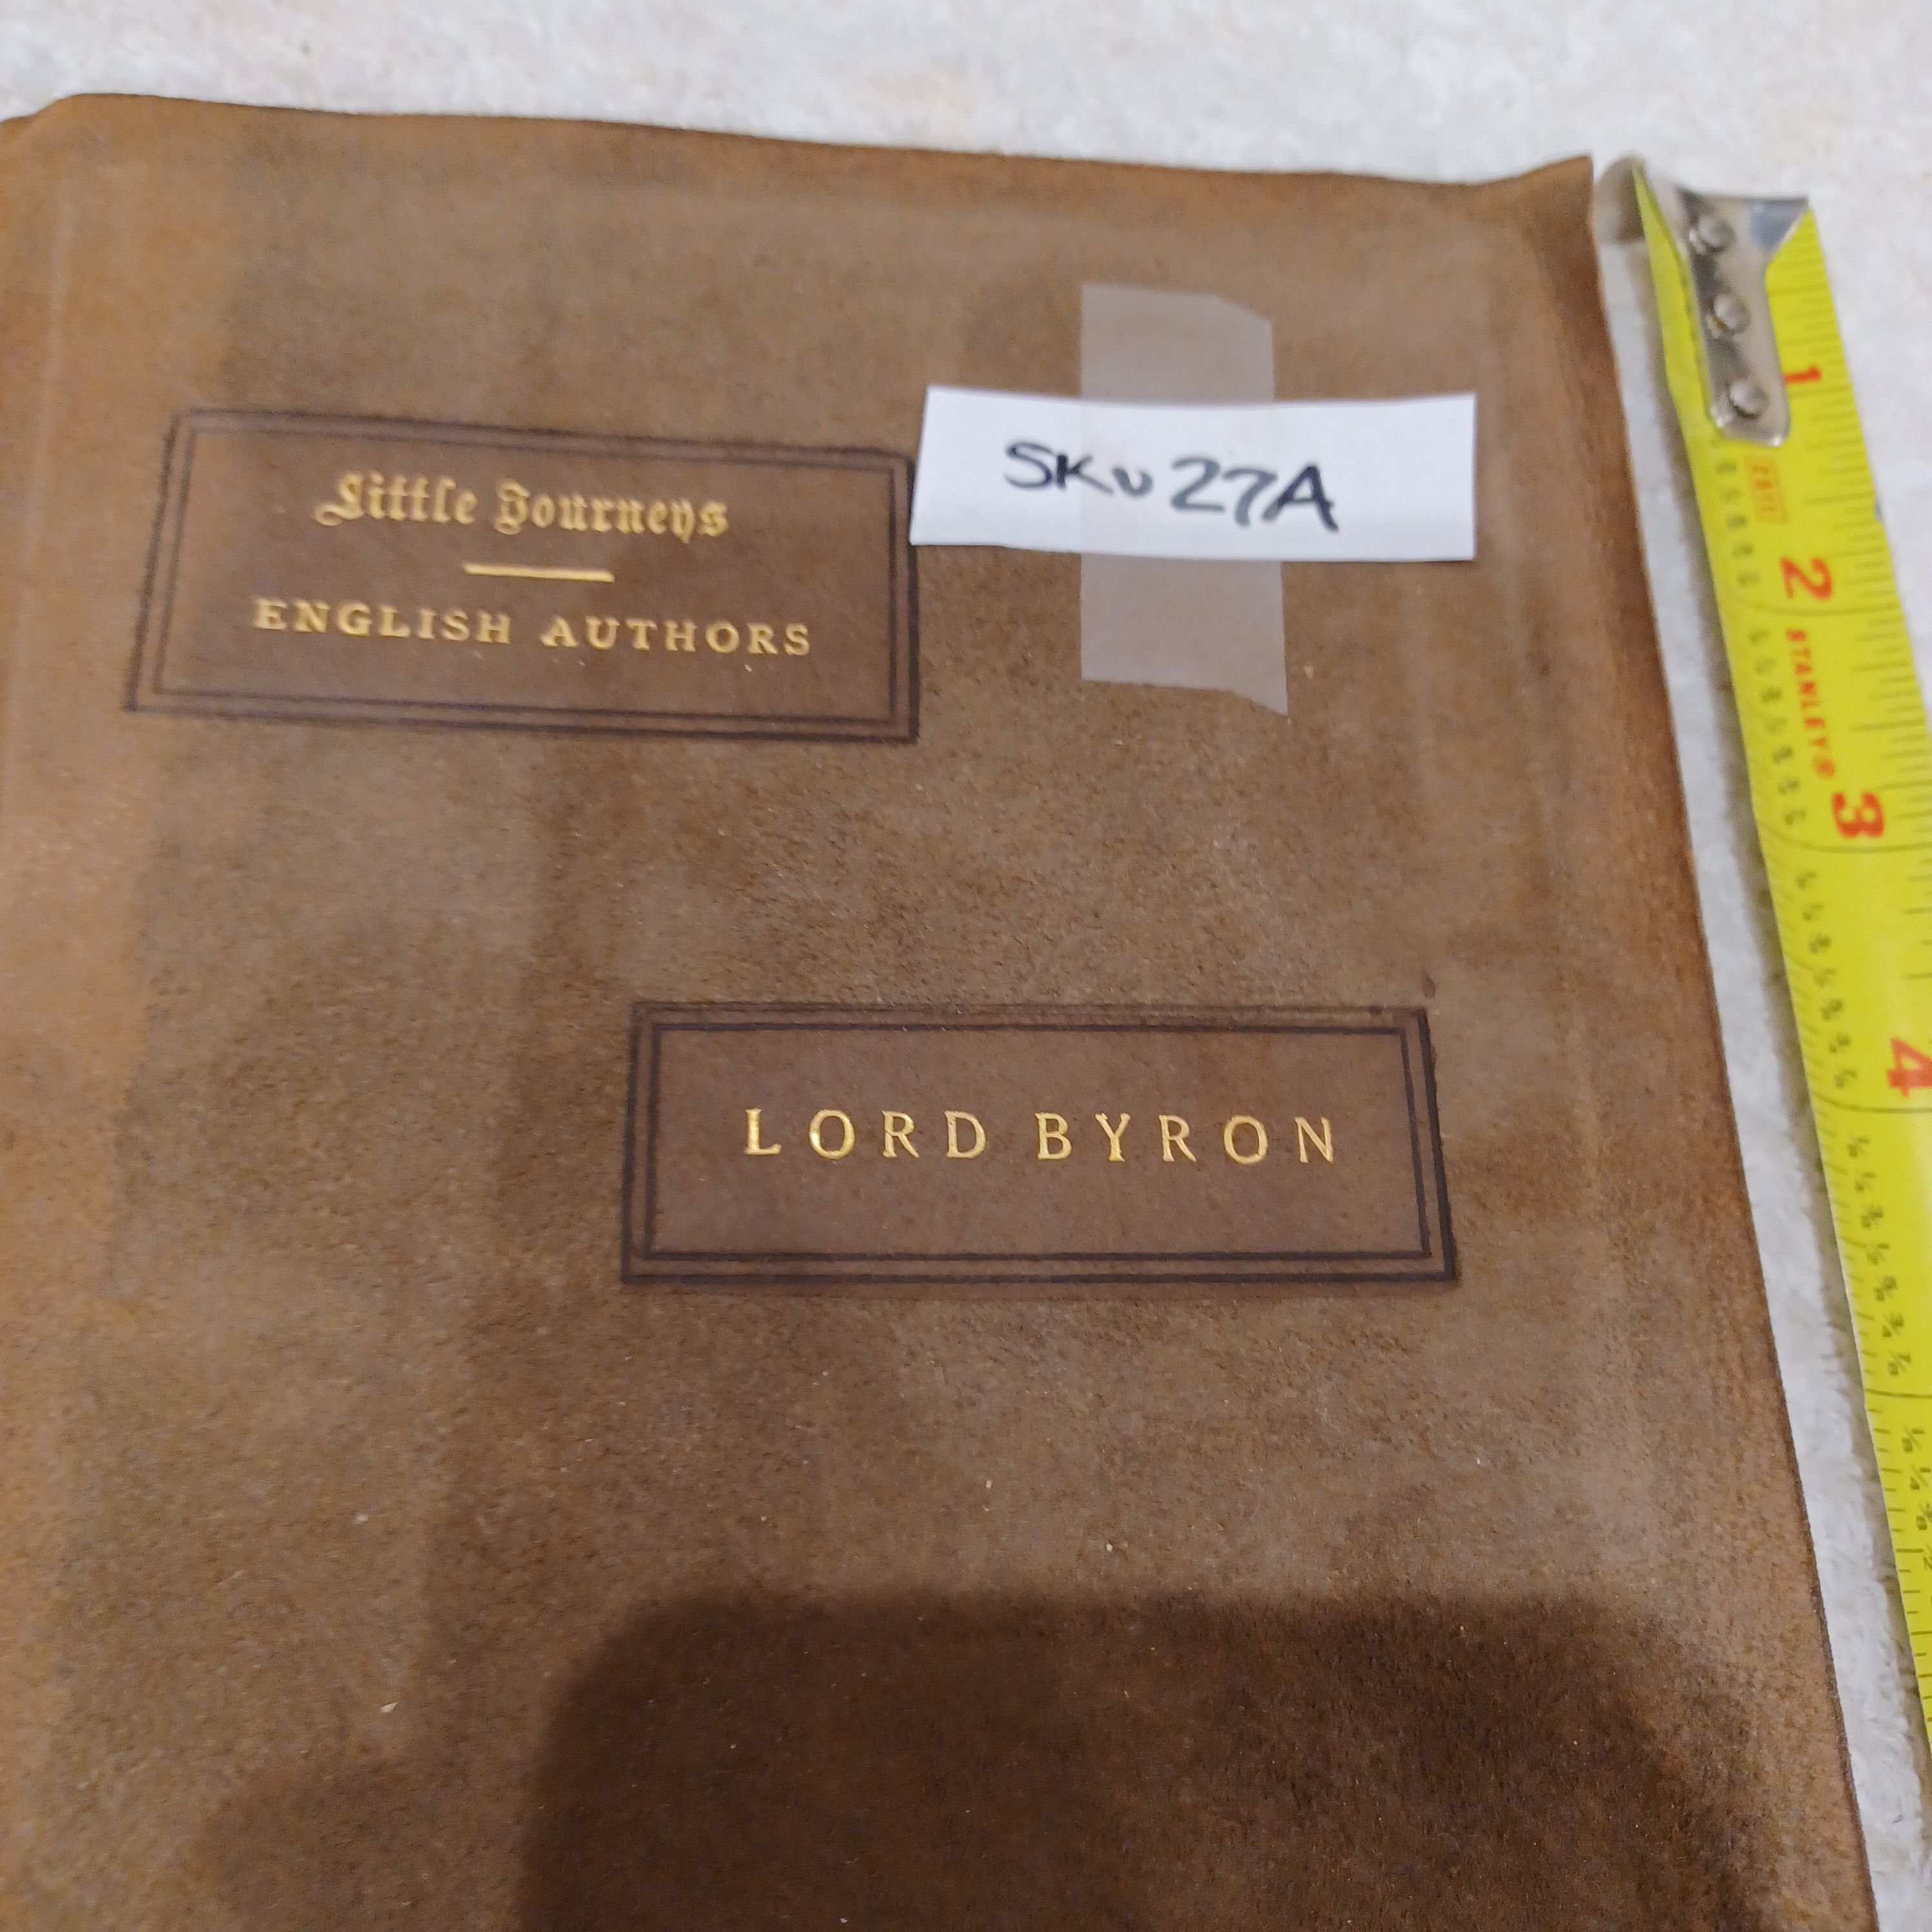 Little Journeys
ENGLISH AUTHORS
SKU 27A
LORD BYRON
1
2
STANLEY®
3
4